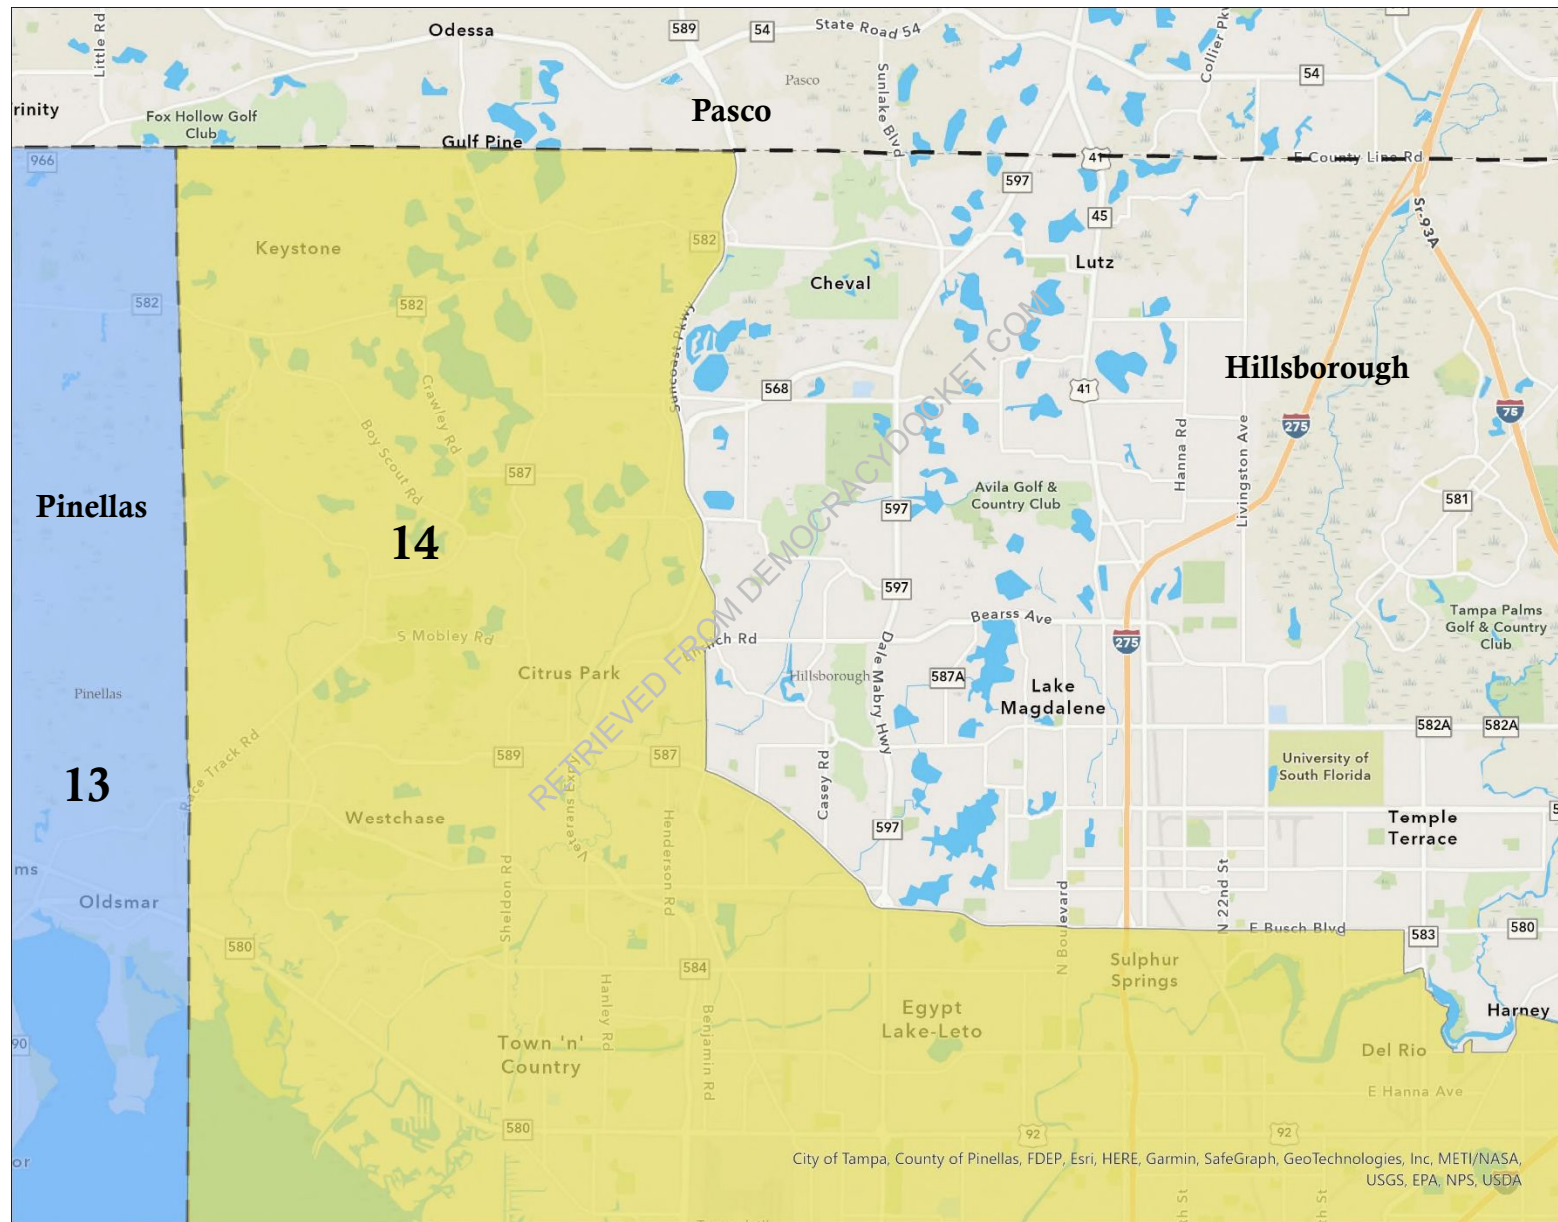 Little Rd
Odessa
589
54
State Road 54
Collier Pkwy
Pasco
Sunlake Blvd
54
rinity
Fox Hollow Golf
Club
Pasco
Gulf Pine
966
41
E County Line Rd
597
45
Sr-93A
Keystone
582
Lutz
Cheval
582
582
Suncoast Pkwy
Hillsborough
568
41
75
275
Crawley Rd
Boy Scout Rd
Hanna Rd
Livingston Ave
587
Pinellas
Avila Golf &
Country Club
581
597
14
597
Bearss Ave
Tampa Palms
Golf & Country
Club
S Mobley Rd
275
Citrus Park
Hillsborough
587A
Dale Mabry Hwy
Lake
Magdalene
Pinellas
582A
582A
Race Track Rd
589
587
University of
South Florida
13
Veterans Expy
Casey Rd
Westchase
Henderson Rd
597
Temple
Terrace
ms
Sheldon Rd
N Boulevard
N 22nd St
Oldsmar
E Busch Blvd
583
580
580
584
Sulphur
Springs
Hanley Rd
Benjamin Rd
Egypt
Lake-Leto
Harney
90
Town 'n'
Country
Del Rio
E Hanna Ave
580
92
92
or
City of Tampa, County of Pinellas, FDEP, Esri, HERE, Garmin, SafeGraph, GeoTechnologies, Inc, METI/NASA,
USGS, EPA, NPS, USDA
RETRIEVED FROM DEMOCRACYDOCKET.COM